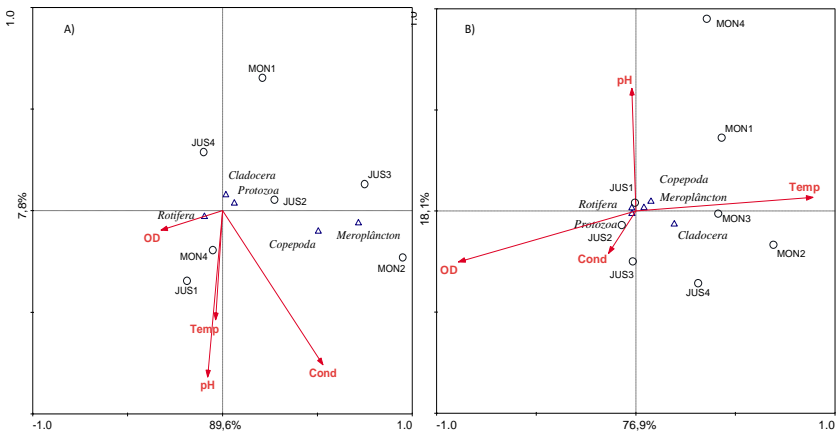 1.0
A)
MON1
JUS4
Cladocera
JUS3
Protozoa
JUS2
Rotifera
7,8%
OD
Copepoda
Meroplâncton
MON4
MON2
JUS1
Temp
Cond
pH
-1.0
89,6%
1.0
1.0
B)
MON4
pH
MON1
Copepoda
JUS1
Temp
Rotifera
Meroplâncton
18,1%
MON3
Protozoa
JUS2
Cladocera
MON2
Cond
OD
JUS3
JUS4
-1.0
76,9%
1.0